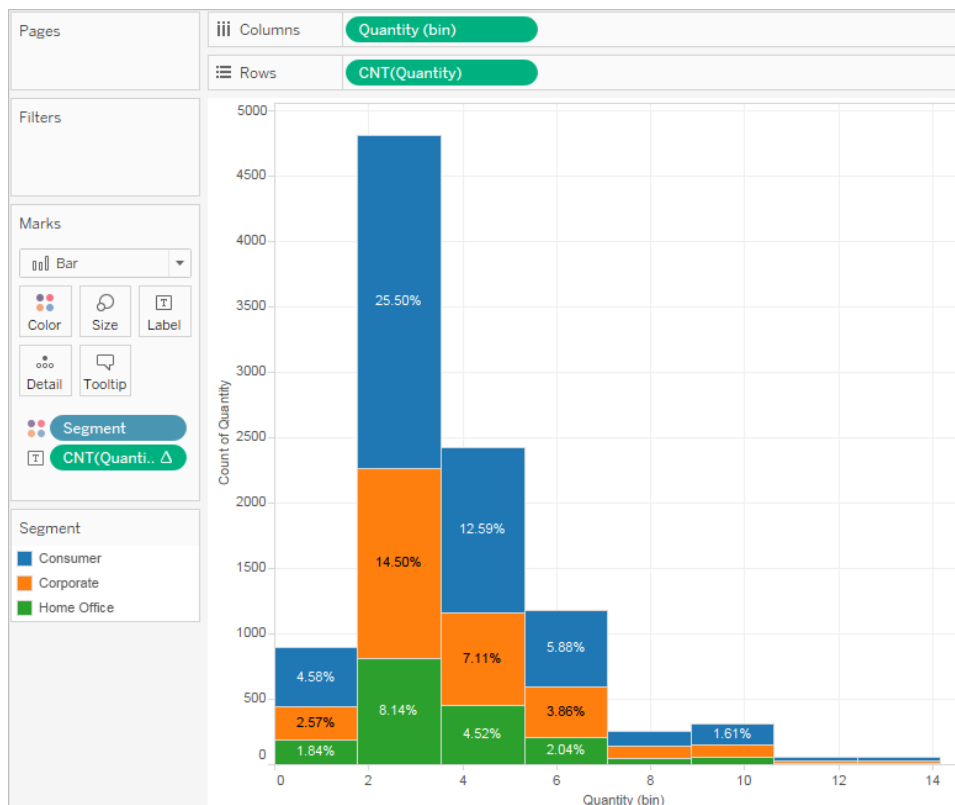 Pages
Columns
Quantity (bin)
Rows
CNT(Quantity)
Filters
Marks
Bar
Color
Size
Label
Detail
Tooltip
Segment
CNT(Quanti.. Δ
Segment
Consumer
Corporate
Home Office
5000
4500
4000
3500
3000
2500
2000
1500
1000
500
0
Count of Quantity
4.58%
2.57%
1.84%
25.50%
14.50%
8.14%
12.59%
7.11%
4.52%
5.88%
3.86%
2.04%
1.61%
0 2 4 6 8 10 12 14
Quantity (bin)